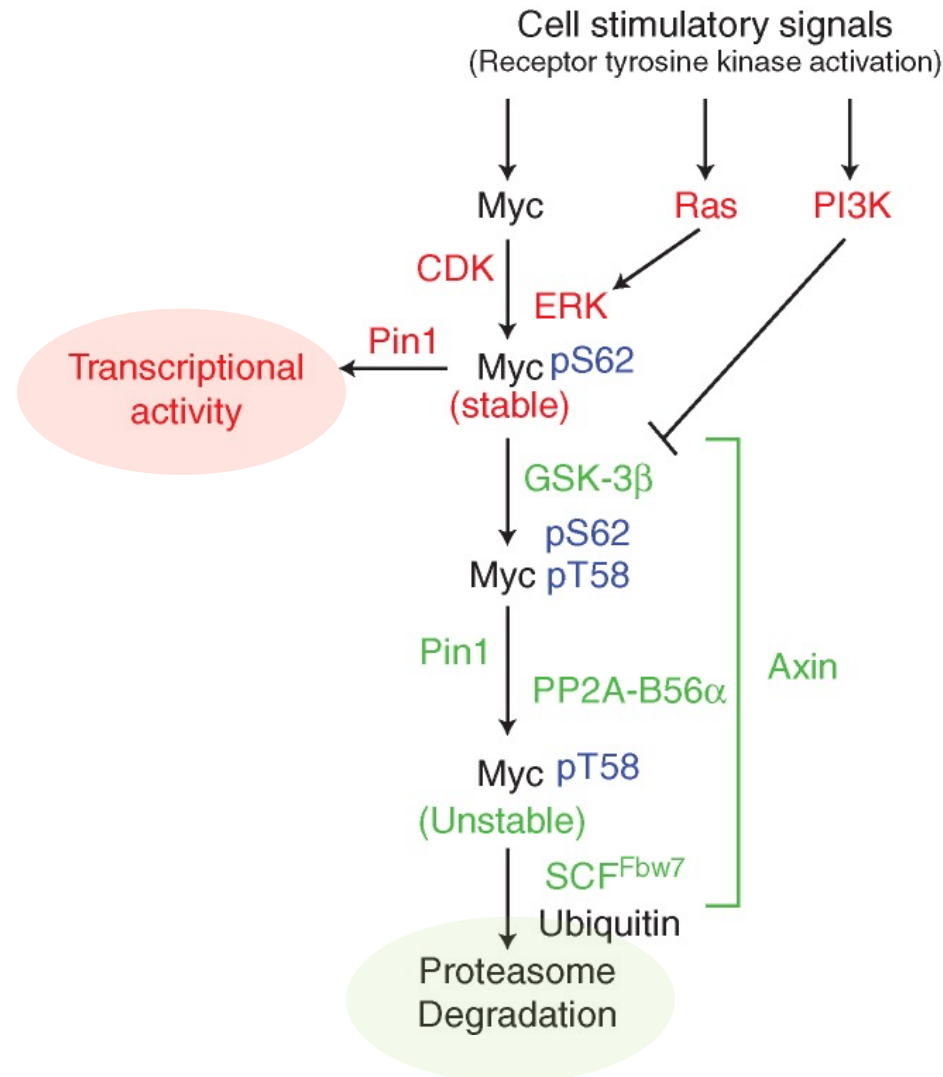 Cell stimulatory signals
(Receptor tyrosine kinase activation)
Myc
Ras
PI3K
CDK
ERK
Pin1
Transcriptional
activity
Myc pS62
(stable)
GSK-3β
pS62
Myc pT58
Pin1
PP2A-B56α
Axin
Myc pT58
(Unstable)
SCFFbw7
Ubiquitin
Proteasome
Degradation